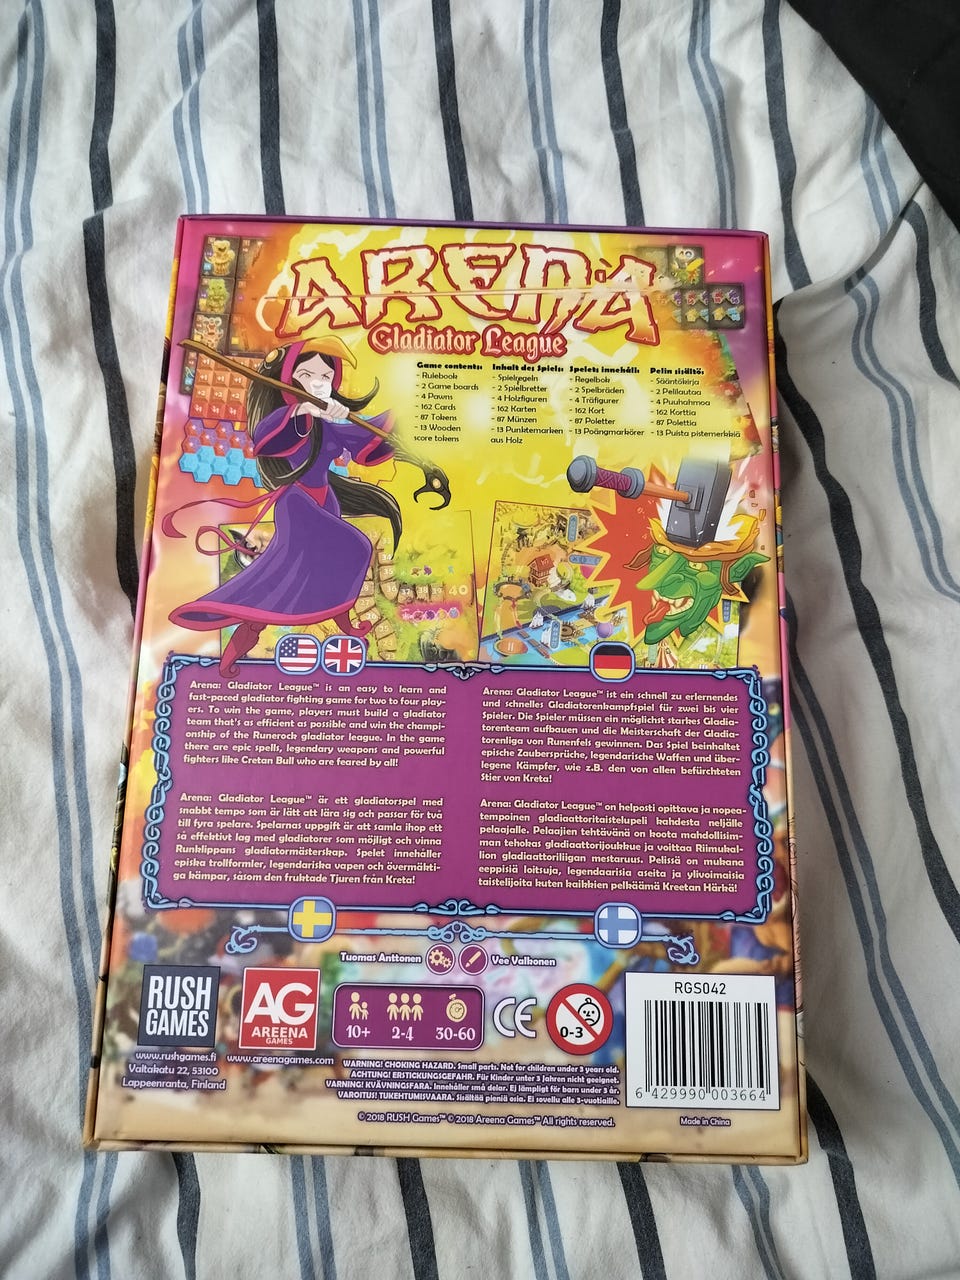 ARENA
Gladiator League
Game contents:
- Rulebook
- 2 Game boards
- 4 Pawns
- 162 Cards
- 87 Tokens
- 13 Wooden
score tokens
Inhalt des Spiels:
- Spielregeln
- 2 Spielbretter
- 4 Holzfiguren
- 162 Karten
- 87 Münzen
- 13 Punktemarken
aus Holz
Spelets innehåll:
- Regelbok
- 2 Spelbräden
- 4 Träfigurer
- 162 Kort
- 87 Poletter
- 13 Poängmarkörer
Pelin sisältö:
- Sääntökirja
- 2 Pelilautaa
- 4 Puuhahmoa
- 162 Korttia
- 87 Polettia
- 13 Puista pistemerkkiä
Arena: Gladiator League™ is an easy to learn and
fast-paced gladiator fighting game for two to four play-
ers. To win the game, players must build a gladiator
team that's as efficient as possible and win the champi-
onship of the Runerock gladiator league. In the game
there are epic spells, legendary weapons and powerful
fighters like Cretan Bull who are feared by all!
Arena: Gladiator League™ ist ein schnell zu erlernendes
und schnelles Gladiatorenkampfspiel für zwei bis vier
Spieler. Die Spieler müssen ein möglichst starkes Gladia-
torenteam aufbauen und die Meisterschaft der Gladia-
torenliga von Runenfels gewinnen. Das Spiel beinhaltet
epische Zaubersprüche, legendäre Waffen und über-
legene Kämpfer, wie z.B. den von allen befürchteten
Stier von Kreta!
Arena: Gladiator League™ är ett gladiatorspel med
snabbt tempo som är lätt att lära sig och passar för två
till fyra spelare. Spelarnas uppgift är att samla ihop ett
så effektivt lag med gladiatorer som möjligt och vinna
Runklippans gladiatormästerskap. Spelet innehåller
episka trollformler, legendariska vapen och övermäkti-
ga kämpar, såsom den fruktade Tjuren från Kreta!
Arena: Gladiator League™ on helposti opittava ja nopea-
tempoinen gladiaattoritaistelupeli kahdesta neljälle
pelaajalle. Pelaajien tehtävänä on koota mahdollisim-
man tehokas gladiaattorijoukkue ja voittaa Riimukal-
lion gladiaattoriliigan mestaruus. Pelissä on mukana
eeppisiä loitsuja, legendaarisia aseita ja ylivoimaisia
taistelijoita kuten kaikkien pelkäämä Kreetan Härkä!
Tuomas Anttonen
Vee Valkonen
RUSH
GAMES
www.rushgames.fi
Valtakatu 22, 53100
Lappeenranta, Finland
AG
AREENA
GAMES
www.areenagames.com
10+
2-4
30-60
CE
0-3
RGS042
6 429990 003664
WARNING! CHOKING HAZARD. Small parts. Not for children under 3 years old.
ACHTUNG! ERSTICKUNGSGEFAHR. Für Kinder unter 3 Jahren nicht geeignet.
VARNING! KVÄVNINGSFARA. Innehåller små delar. Ej lämpligt för barn under 3 år.
VAROITUS! TUKEHTUMISVAARA. Sisältää pieniä osia. Ei sovellu alle 3-vuotiaille.
© 2018 RUSH Games™ © 2018 Areena Games™ All rights reserved.
Made in China